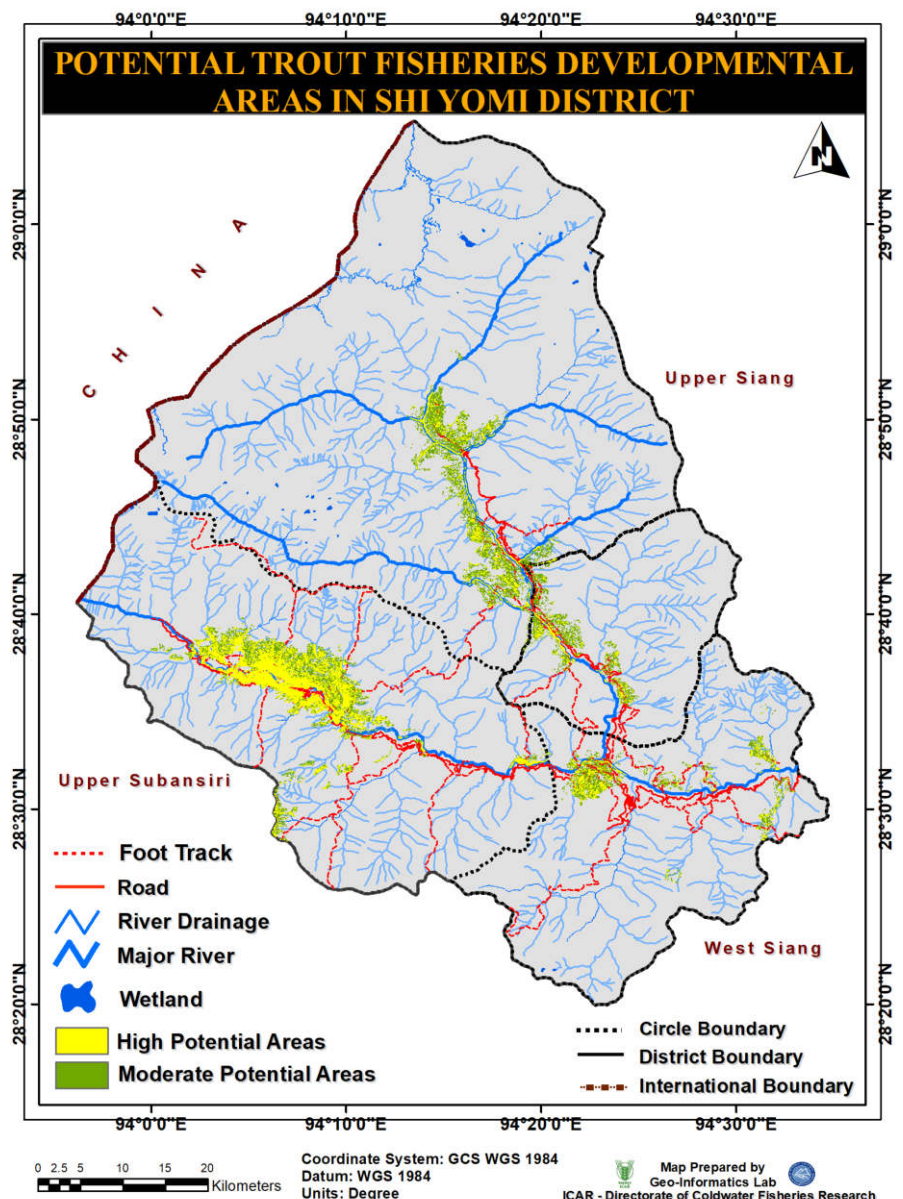 94°0'0"E 94°10'0"E 94°20'0"E 94°30'0"E
POTENTIAL TROUT FISHERIES DEVELOPMENTAL
AREAS IN SHI YOMI DISTRICT
N
29°0'0"N 29°0'0"N
CHINA
Upper Siang
28°50'0"N 28°50'0"N
28°40'0"N 28°40'0"N
Upper Subansiri
28°30'0"N 28°30'0"N
Foot Track
Road
River Drainage
Major River
West Siang
Wetland
28°20'0"N 28°20'0"N
High Potential Areas
Moderate Potential Areas
Circle Boundary
District Boundary
International Boundary
94°0'0"E 94°10'0"E 94°20'0"E 94°30'0"E
0 2.5 5 10 15 20
Kilometers
Coordinate System: GCS WGS 1984
Datum: WGS 1984
Units: Degree
Map Prepared by
Geo-Informatics Lab
ICAR - Directorate of Coldwater Fisheries Research